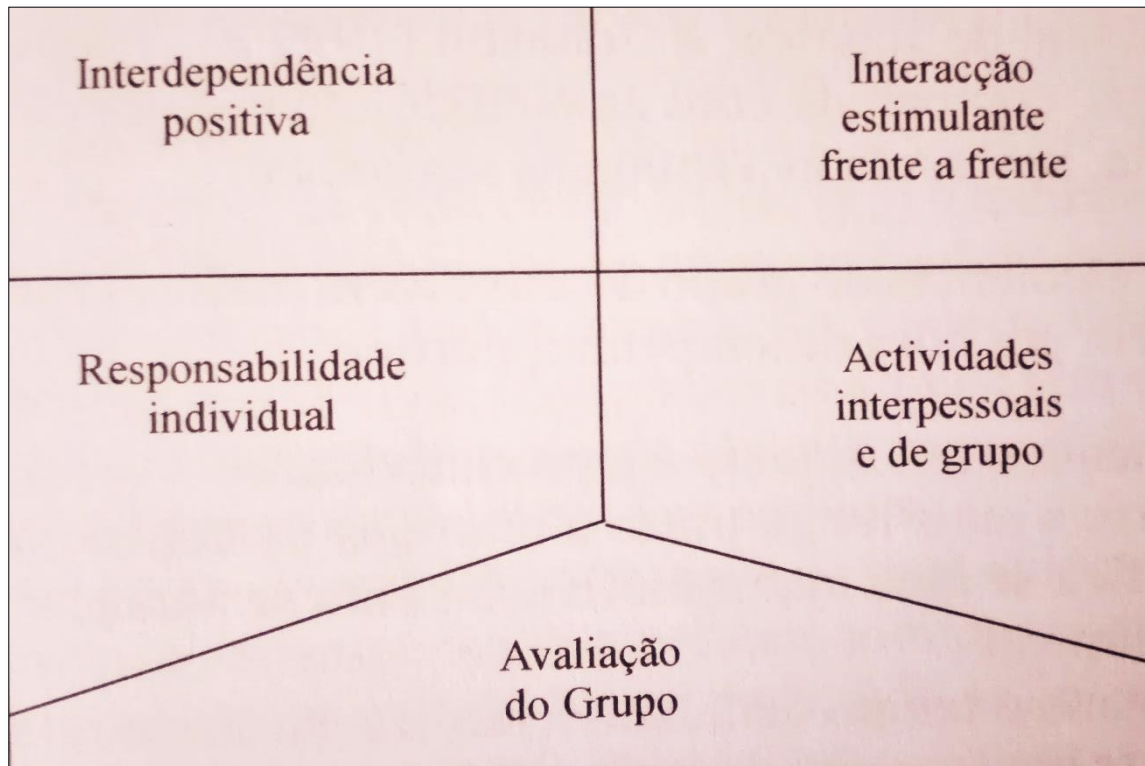 Interdependência
positiva
Interacção
estimulante
frente a frente
Responsabilidade
individual
Actividades
interpessoais
e de grupo
Avaliação
do Grupo